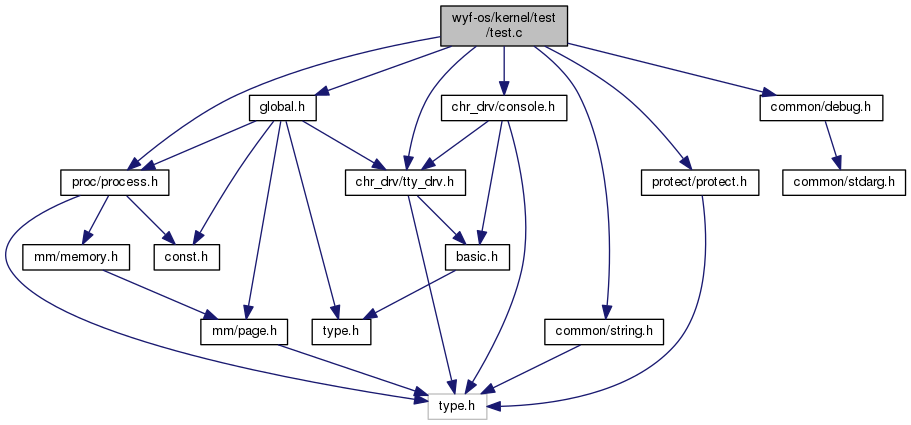 wyf-os/kernel/test
/test.c
global.h
chr_drv/console.h
common/debug.h
proc/process.h
chr_drv/tty_drv.h
protect/protect.h
common/stdarg.h
mm/memory.h
const.h
basic.h
mm/page.h
type.h
common/string.h
type.h